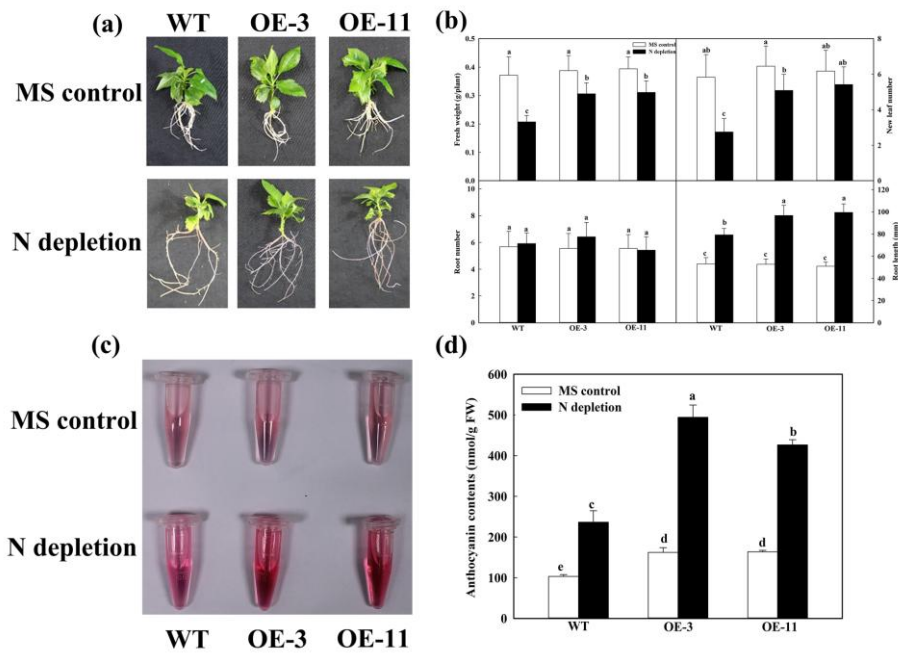 (a)
WT OE-3 OE-11
MS control
N depletion
(b)
MS control
N depletion
Fresh weight (g/plant)
0.5
0.4
0.3
0.2
0.1
0.0
a a a
c b b
New leaf number
8
6
4
2
0
ab a ab
c b ab
Root number
10
8
6
4
2
0
a a a a a a
Root length (mm)
120
100
80
60
40
20
0
c b c a c a
WT OE-3 OE-11 WT OE-3 OE-11
(c)
MS control
N depletion
WT OE-3 OE-11
(d)
MS control
N depletion
Anthocyanin contents (nmol/g FW)
600
500
400
300
200
100
0
e c d a d b
WT OE-3 OE-11